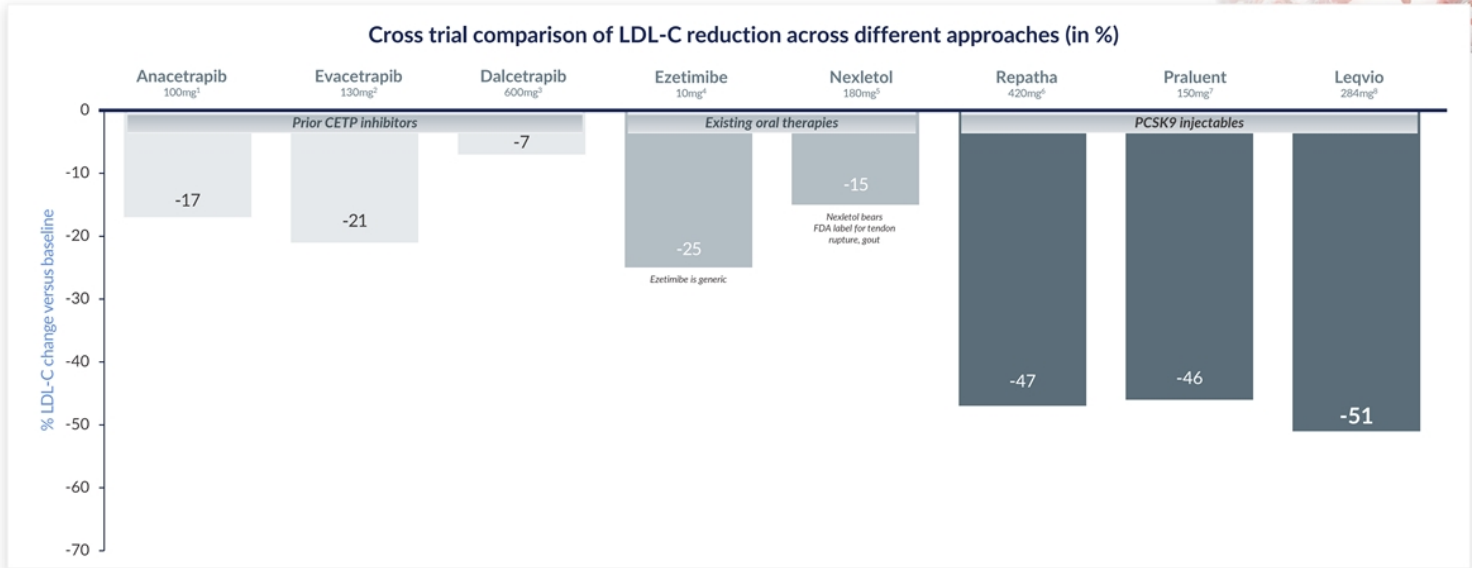 Cross trial comparison of LDL-C reduction across different approaches (in %)
Anacetrapib Evacetrapib Dalcetrapib Ezetimibe Nexletol Repatha Praluent Leqvio
100mg¹ 130mg² 600mg³ 10mg⁴ 180mg⁵ 420mg⁶ 150mg⁷ 284mg⁸
0
Prior CETP inhibitors Existing oral therapies PCSK9 injectables
-7
-10
-17 -15
-20
-21
Nexletol bears
FDA label for tendon
rupture, gout
-25
Ezetimibe is generic
-30
-40
-47 -46
-50
-51
-60
-70
% LDL-C change versus baseline